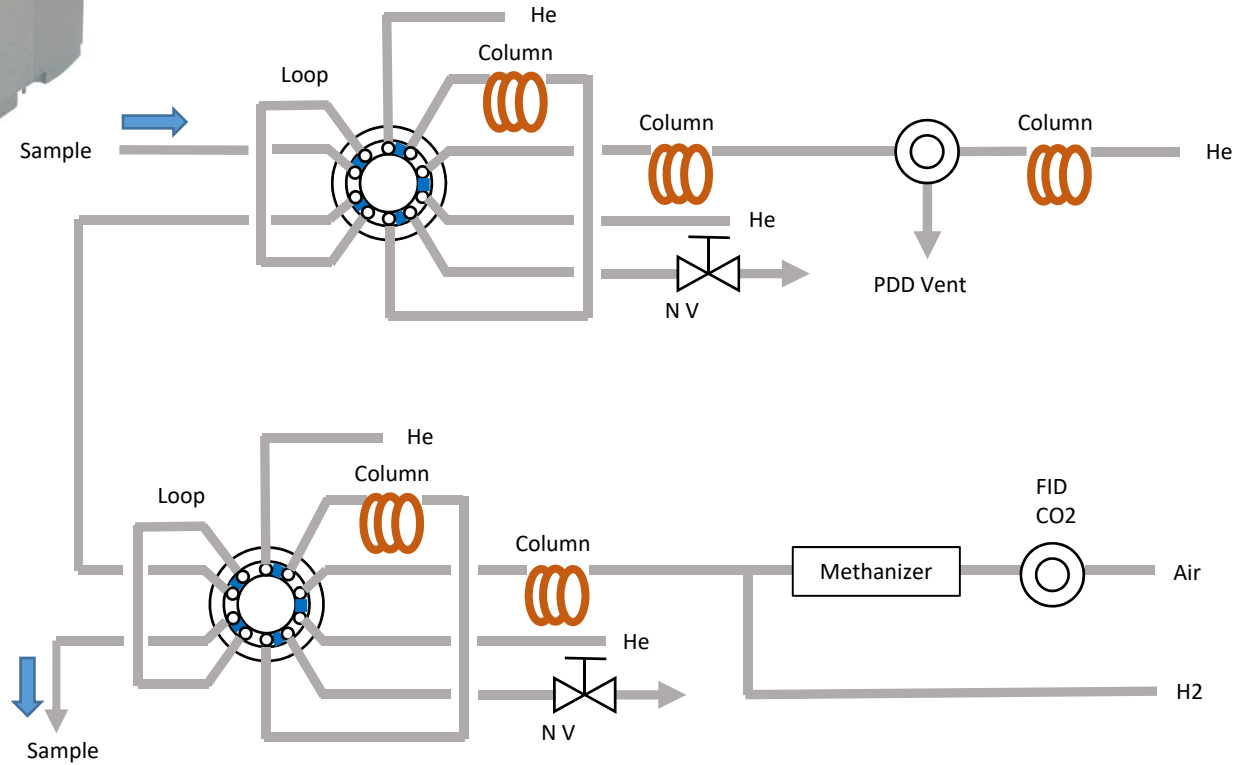 He
Column
Loop
Sample
Column
Column
He
He
N V
PDD Vent
He
Column
Loop
Column
FID
CO2
Methanizer
Air
He
H2
N V
Sample